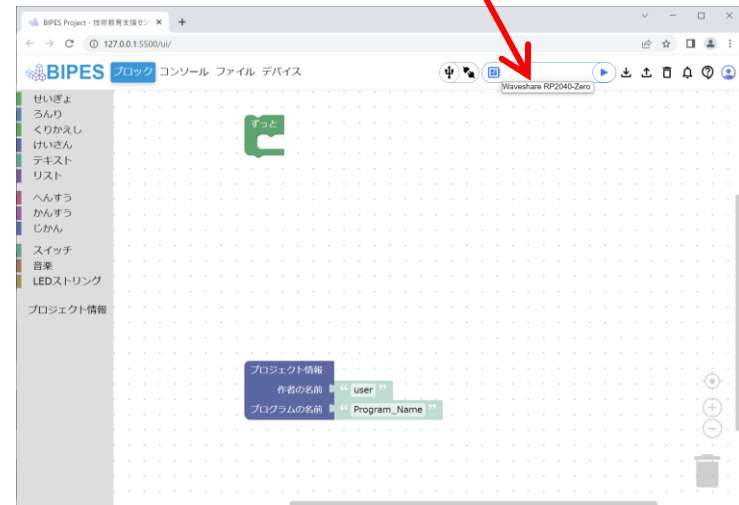 BIPES Project - 技術教育支援セン
127.0.0.1:5500/ui/
BIPES ブロック コンソール ファイル デバイス
Waveshare RP2040-Zero
せいぎょ
ろんり
くりかえし
けいさん
テキスト
リスト
へんすう
かんすう
じかん
スイッチ
音楽
LEDストリング
プロジェクト情報
ずっと
プロジェクト情報
作者の名前 “ user ”
プログラムの名前 “ Program_Name ”